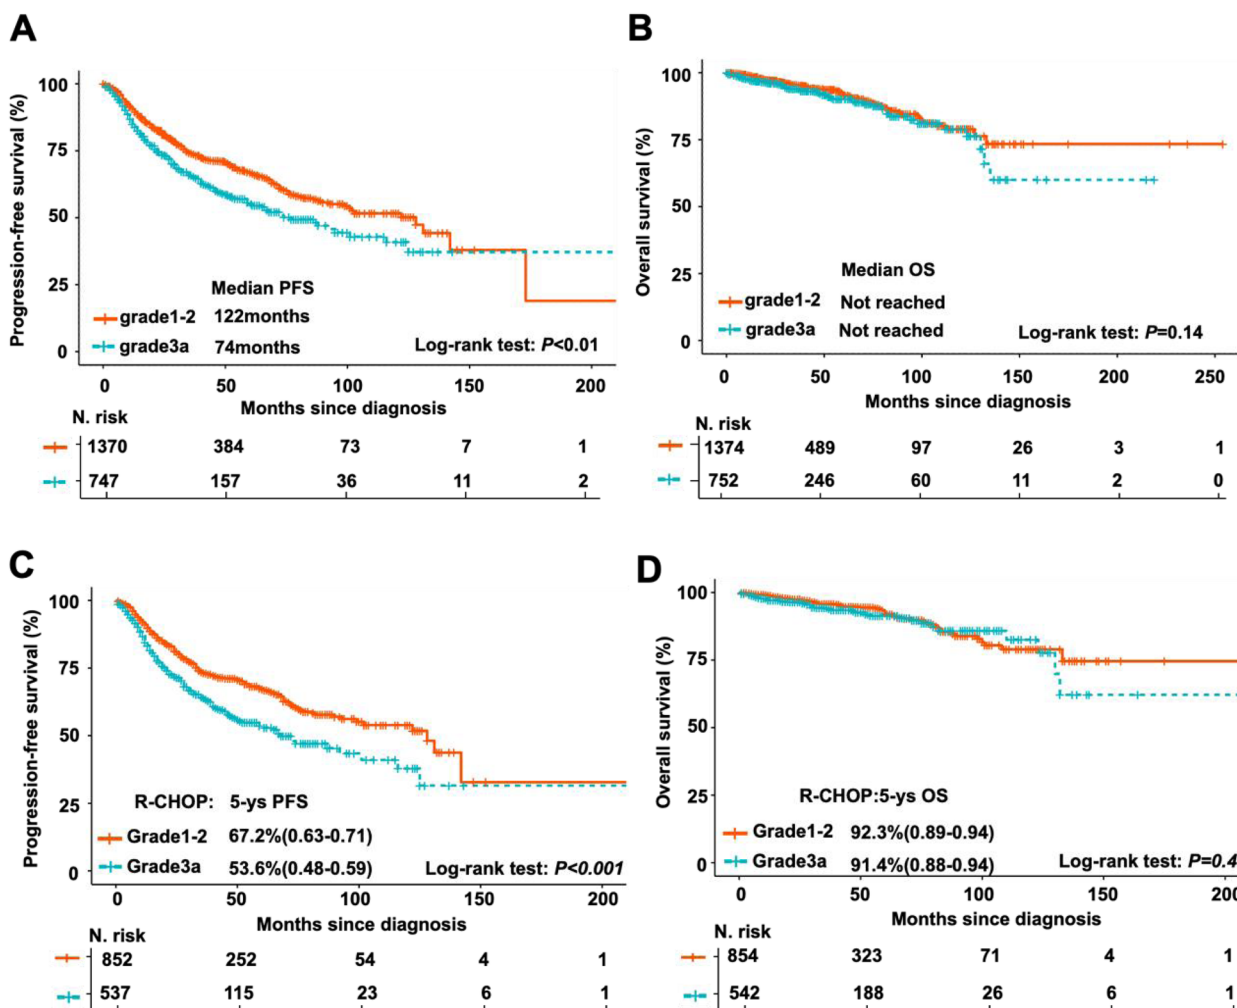 A
Progression-free survival (%)
100
75
50
25
0
Median PFS
grade1-2 122months
grade3a 74months
Log-rank test: P<0.01
0 50 100 150 200
Months since diagnosis
N. risk
1370 384 73 7 1
747 157 36 11 2
B
Overall survival (%)
100
75
50
25
0
Median OS
grade1-2 Not reached
grade3a Not reached
Log-rank test: P=0.14
0 50 100 150 200 250
Months since diagnosis
N. risk
1374 489 97 26 3 1
752 246 60 11 2 0
C
Progression-free survival (%)
100
75
50
25
0
R-CHOP: 5-ys PFS
Grade1-2 67.2%(0.63-0.71)
Grade3a 53.6%(0.48-0.59)
Log-rank test: P<0.001
0 50 100 150 200
Months since diagnosis
N. risk
852 252 54 4 1
537 115 23 6 1
D
Overall survival (%)
100
75
50
25
0
R-CHOP:5-ys OS
Grade1-2 92.3%(0.89-0.94)
Grade3a 91.4%(0.88-0.94)
Log-rank test: P=0.4
0 50 100 150 200
Months since diagnosis
N. risk
854 323 71 4 1
542 188 26 6 1